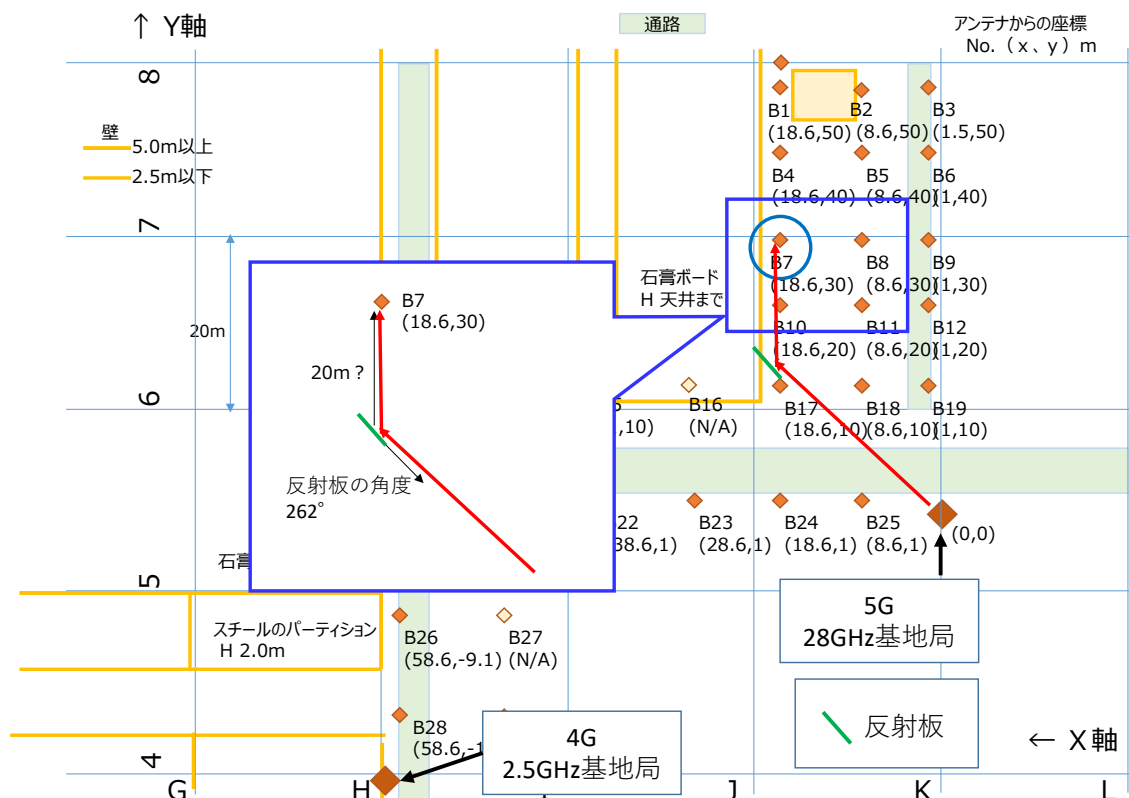 ↑ Y軸
通路
アンテナからの座標
No. (x、y) m
8
壁
5.0m以上
2.5m以下
B1
(18.6,50)
B2
(8.6,50)
B3
(1.5,50)
B4
(18.6,40)
B5
(8.6,40)
B6
(1,40)
7
石膏ボード
H 天井まで
B7
(18.6,30)
B8
(8.6,30)
B9
(1,30)
20m
B7
(18.6,30)
20m?
反射板の角度
262°
B10
(18.6,20)
B11
(8.6,20)
B12
(1,20)
6
,10)
B16
(N/A)
B17
(18.6,10)
B18
(8.6,10)
B19
(1,10)
22
38.6,1)
B23
(28.6,1)
B24
(18.6,1)
B25
(8.6,1)
(0,0)
石膏
5
スチールのパーティション
H 2.0m
B26
(58.6,-9.1)
B27
(N/A)
5G
28GHz基地局
反射板
B28
(58.6,-1
4G
2.5GHz基地局
← X軸
4
G
H
J
K
L